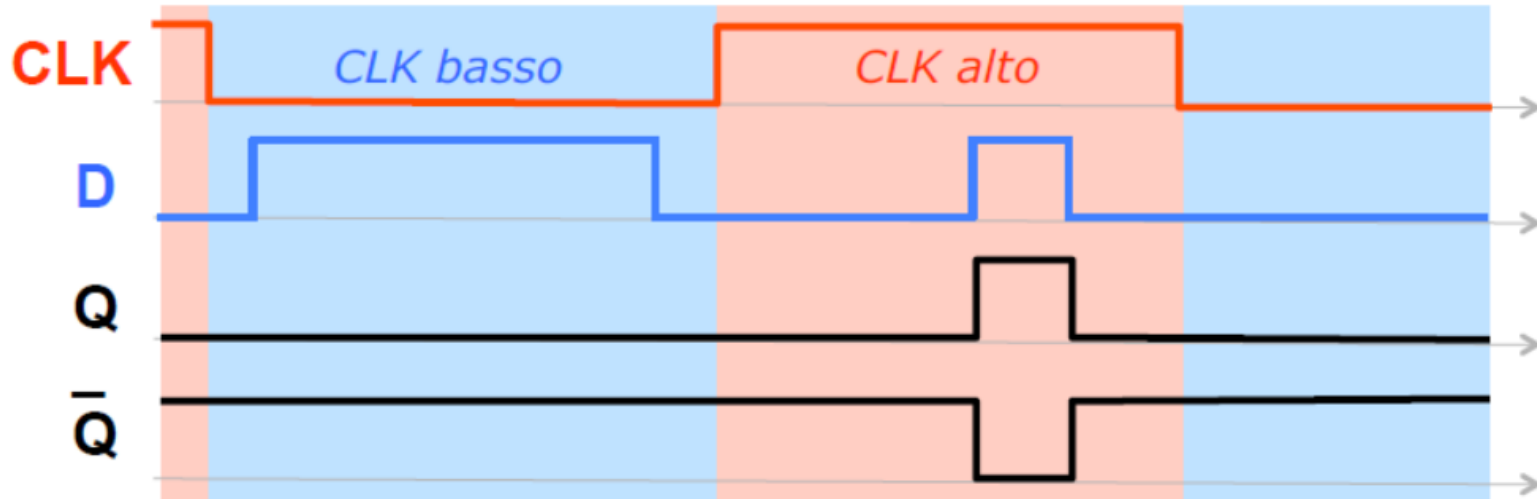 CLK
CLK basso
CLK alto
D
Q
Q̅